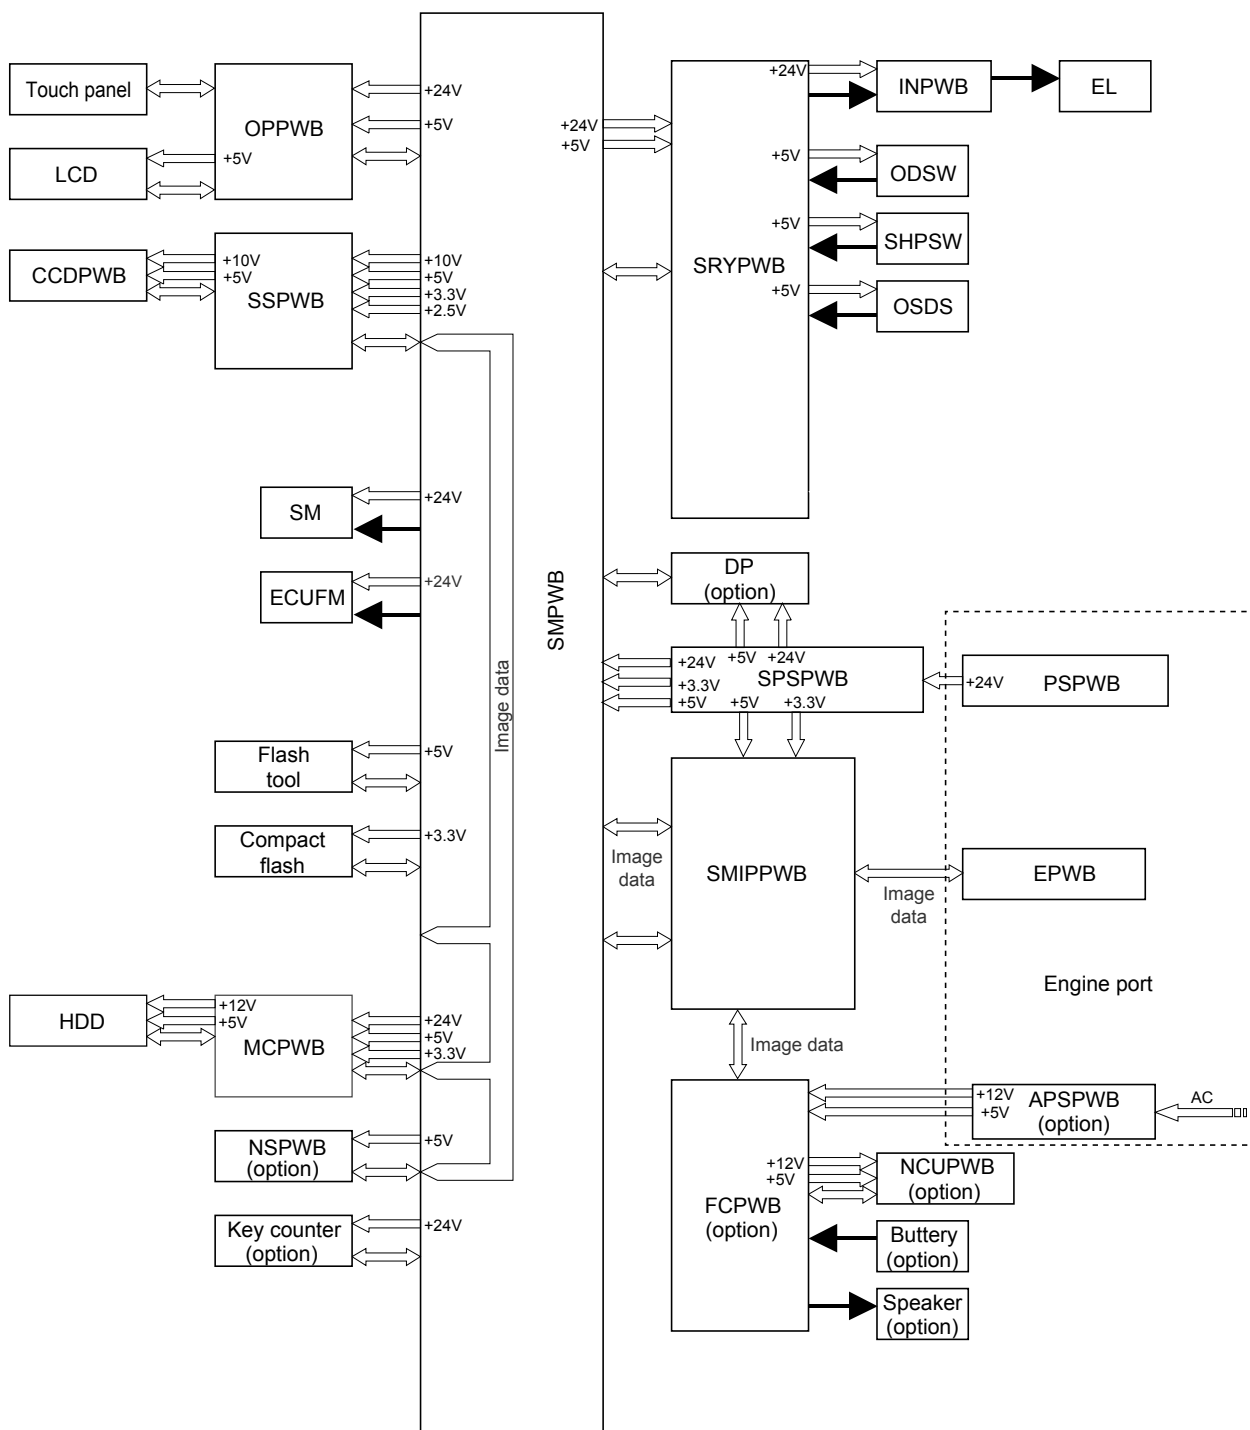 Touch panel
OPPWB
+24V
+5V
LCD
+5V
CCDPWB
+10V
+5V
SSPWB
+10V
+5V
+3.3V
+2.5V
SM
+24V
ECUFM
+24V
Flash
tool
+5V
Compact
flash
+3.3V
HDD
+12V
+5V
MCPWB
+24V
+5V
+3.3V
NSPWB
(option)
+5V
Key counter
(option)
+24V
Image data
SMPWB
+24V
+5V
SRYPWB
+24V
INPWB
EL
+5V
ODSW
+5V
SHPSW
+5V
OSDS
DP
(option)
+5V
+24V
+24V
SPSPWB
+3.3V
+5V
+5V
+3.3V
+24V
PSPWB
Image
data
SMIPPWB
Image
data
EPWB
Engine port
Image data
+12V
+5V
APSPWB
(option)
AC
FCPWB
(option)
+12V
+5V
NCUPWB
(option)
Buttery
(option)
Speaker
(option)